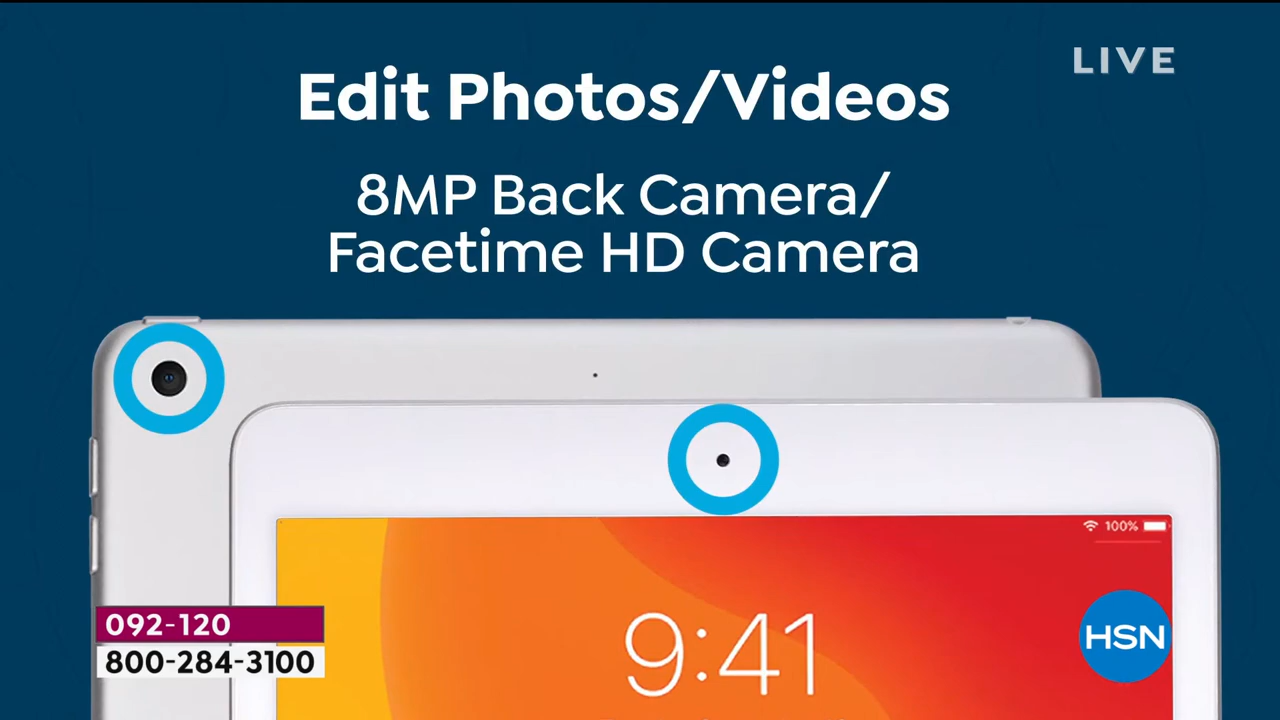 LIVE
Edit Photos/Videos
8MP Back Camera/
Facetime HD Camera
100%
9:41
092-120
800-284-3100
HSN